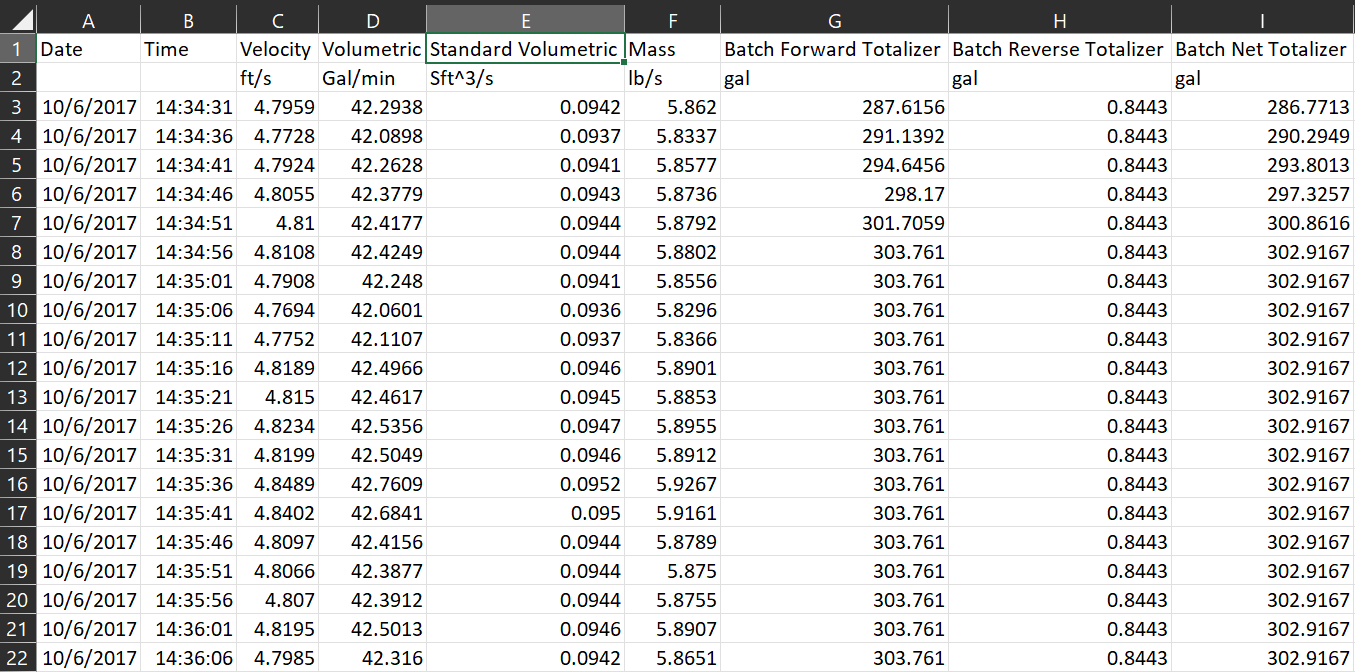 A B C D E F G H I
1 Date Time Velocity Volumetric Standard Volumetric Mass Batch Forward Totalizer Batch Reverse Totalizer Batch Net Totalizer
2 ft/s Gal/min Sft^3/s lb/s gal gal gal
3 10/6/2017 14:34:31 4.7959 42.2938 0.0942 5.862 287.6156 0.8443 286.7713
4 10/6/2017 14:34:36 4.7728 42.0898 0.0937 5.8337 291.1392 0.8443 290.2949
5 10/6/2017 14:34:41 4.7924 42.2628 0.0941 5.8577 294.6456 0.8443 293.8013
6 10/6/2017 14:34:46 4.8055 42.3779 0.0943 5.8736 298.17 0.8443 297.3257
7 10/6/2017 14:34:51 4.81 42.4177 0.0944 5.8792 301.7059 0.8443 300.8616
8 10/6/2017 14:34:56 4.8108 42.4249 0.0944 5.8802 303.761 0.8443 302.9167
9 10/6/2017 14:35:01 4.7908 42.248 0.0941 5.8556 303.761 0.8443 302.9167
10 10/6/2017 14:35:06 4.7694 42.0601 0.0936 5.8296 303.761 0.8443 302.9167
11 10/6/2017 14:35:11 4.7752 42.1107 0.0937 5.8366 303.761 0.8443 302.9167
12 10/6/2017 14:35:16 4.8189 42.4966 0.0946 5.8901 303.761 0.8443 302.9167
13 10/6/2017 14:35:21 4.815 42.4617 0.0945 5.8853 303.761 0.8443 302.9167
14 10/6/2017 14:35:26 4.8234 42.5356 0.0947 5.8955 303.761 0.8443 302.9167
15 10/6/2017 14:35:31 4.8199 42.5049 0.0946 5.8912 303.761 0.8443 302.9167
16 10/6/2017 14:35:36 4.8489 42.7609 0.0952 5.9267 303.761 0.8443 302.9167
17 10/6/2017 14:35:41 4.8402 42.6841 0.095 5.9161 303.761 0.8443 302.9167
18 10/6/2017 14:35:46 4.8097 42.4156 0.0944 5.8789 303.761 0.8443 302.9167
19 10/6/2017 14:35:51 4.8066 42.3877 0.0944 5.875 303.761 0.8443 302.9167
20 10/6/2017 14:35:56 4.807 42.3912 0.0944 5.8755 303.761 0.8443 302.9167
21 10/6/2017 14:36:01 4.8195 42.5013 0.0946 5.8907 303.761 0.8443 302.9167
22 10/6/2017 14:36:06 4.7985 42.316 0.0942 5.8651 303.761 0.8443 302.9167